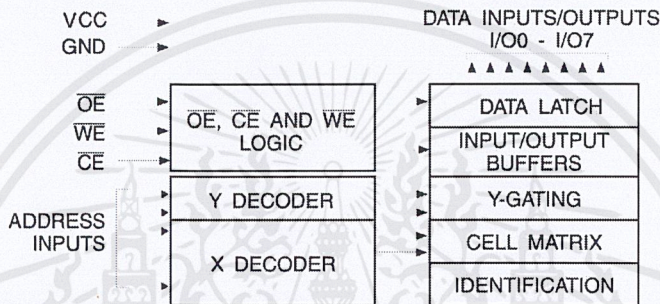 VCC
GND
DATA INPUTS/OUTPUTS
I/O0 - I/O7
OE
WE
CE
OE, CE AND WE
LOGIC
ADDRESS
INPUTS
Y DECODER
X DECODER
DATA LATCH
INPUT/OUTPUT
BUFFERS
Y-GATING
CELL MATRIX
IDENTIFICATION